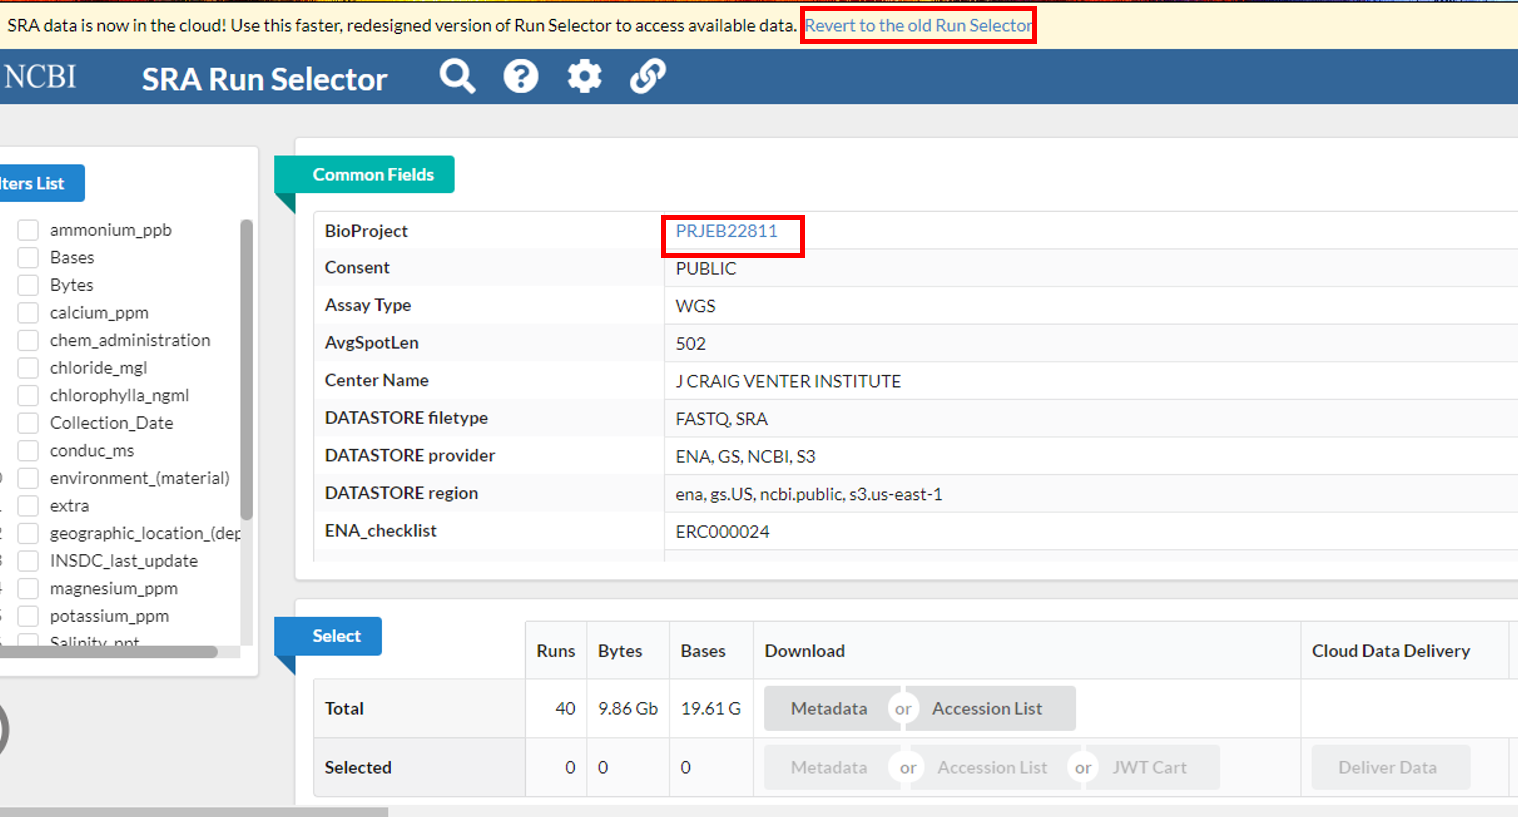 SRA data is now in the cloud! Use this faster, redesigned version of Run Selector to access available data. Revert to the old Run Selector
NCBI SRA Run Selector
lters List
ammonium_ppb
Bases
Bytes
calcium_ppm
chem_administration
chloride_mgl
chlorophylla_ngml
Collection_Date
conduc_ms
environment_(material)
extra
geographic_location_(dep
INSDC_last_update
magnesium_ppm
potassium_ppm
Salinity_ppt
Common Fields
BioProject PRJEB22811
Consent PUBLIC
Assay Type WGS
AvgSpotLen 502
Center Name J CRAIG VENTER INSTITUTE
DATASTORE filetype FASTQ, SRA
DATASTORE provider ENA, GS, NCBI, S3
DATASTORE region ena, gs.US, ncbi.public, s3.us-east-1
ENA_checklist ERC000024
Select
Runs Bytes Bases Download Cloud Data Delivery
Total 40 9.86 Gb 19.61 G Metadata or Accession List
Selected 0 0 0 Metadata or Accession List or JWT Cart Deliver Data